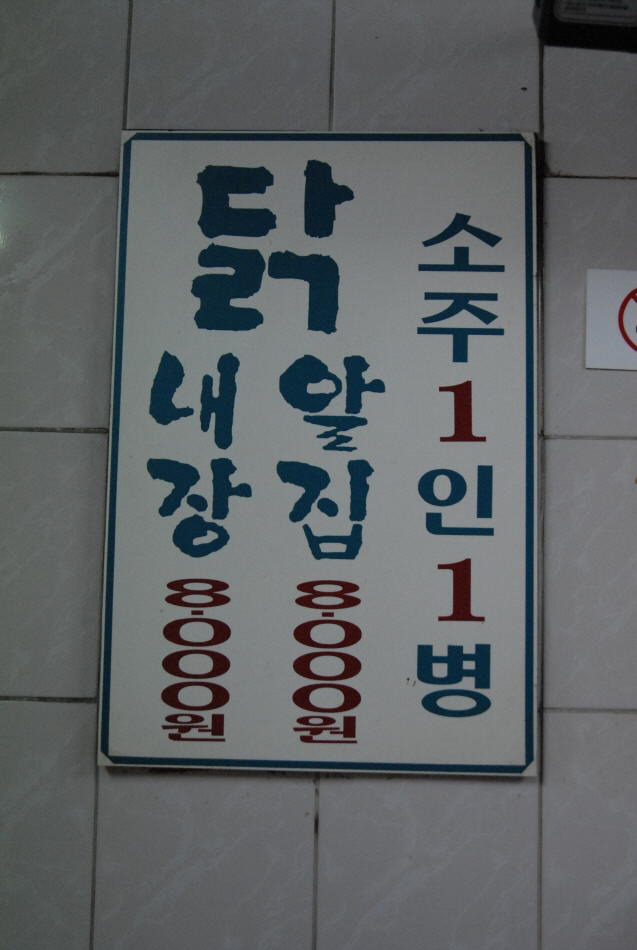 닭
알집
8.000원
내장
8.000원
소주1인1병